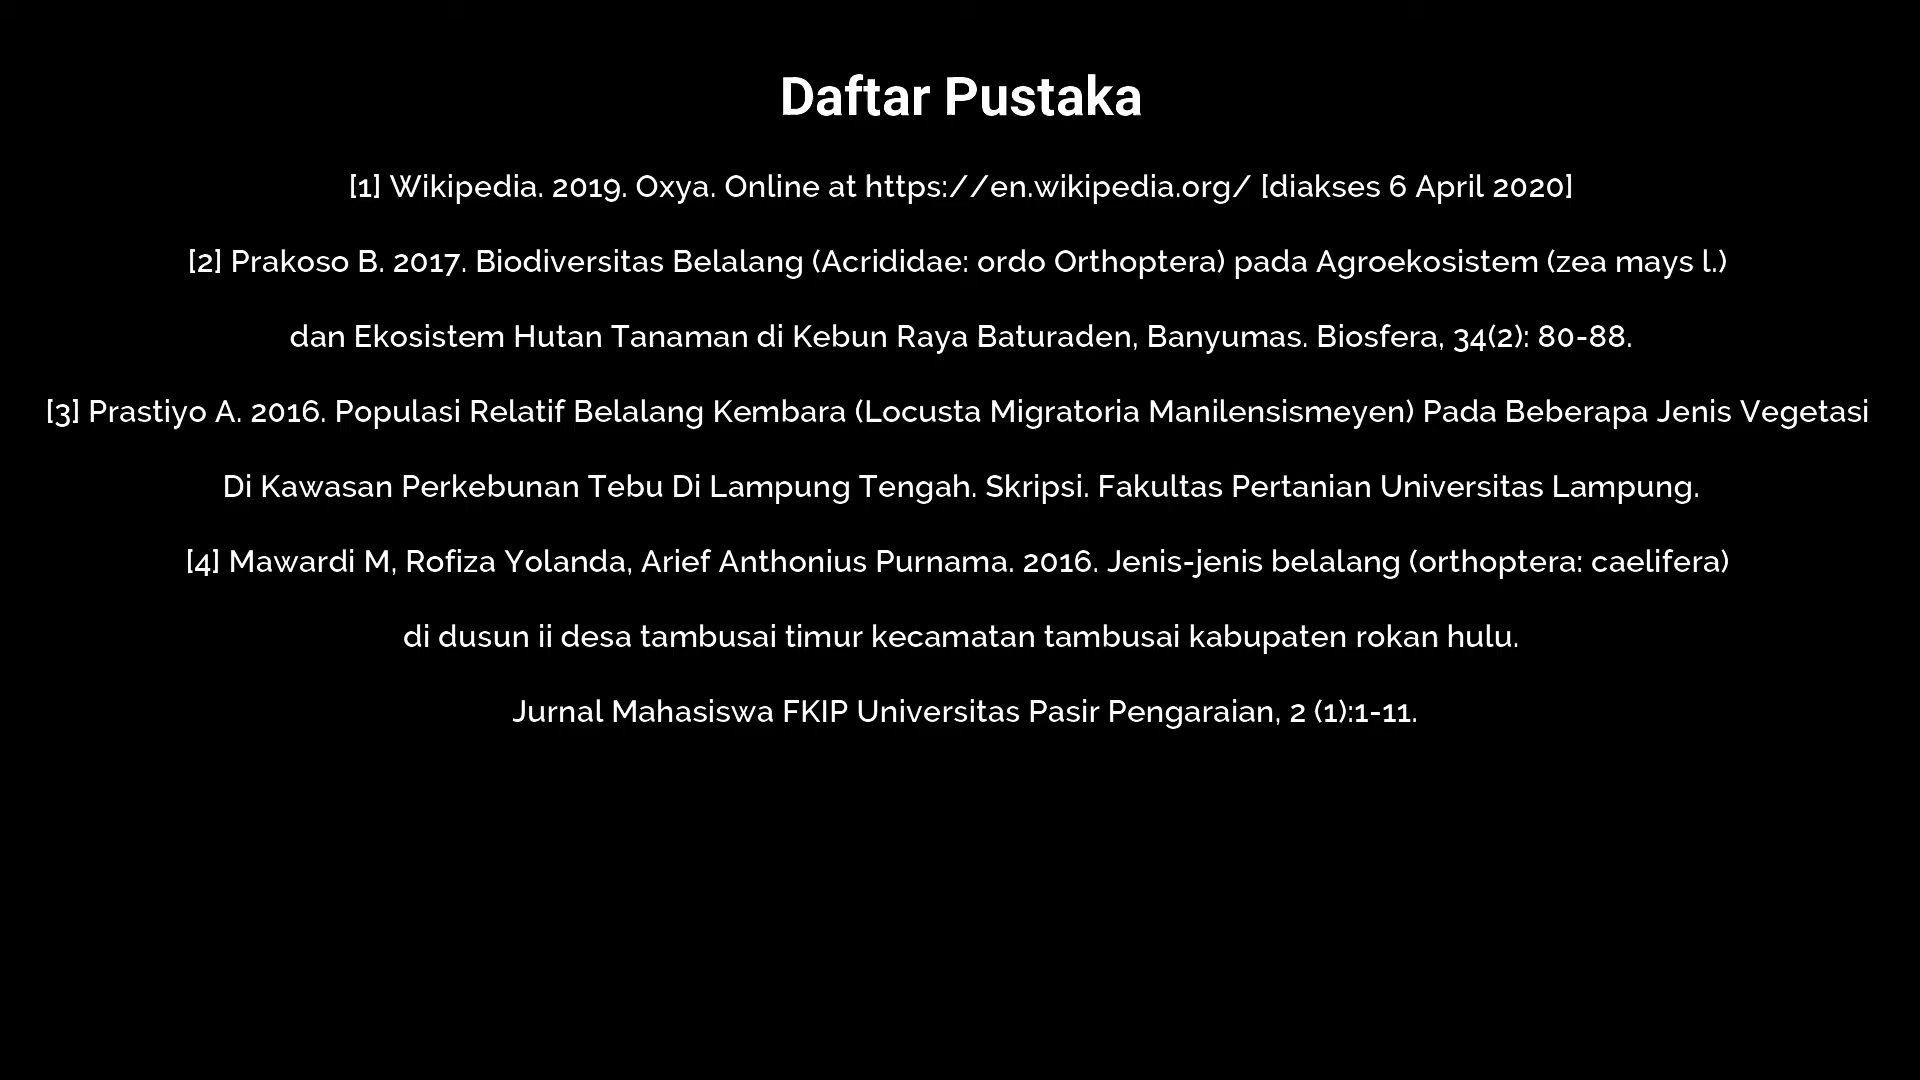 Daftar Pustaka
[1] Wikipedia. 2019. Oxya. Online at https://en.wikipedia.org/ [diakses 6 April 2020]
[2] Prakoso B. 2017. Biodiversitas Belalang (Acrididae: ordo Orthoptera) pada Agroekosistem (zea mays l.)
dan Ekosistem Hutan Tanaman di Kebun Raya Baturaden, Banyumas. Biosfera, 34(2): 80-88.
[3] Prastiyo A. 2016. Populasi Relatif Belalang Kembara (Locusta Migratoria Manilensismeyen) Pada Beberapa Jenis Vegetasi
Di Kawasan Perkebunan Tebu Di Lampung Tengah. Skripsi. Fakultas Pertanian Universitas Lampung.
[4] Mawardi M, Rofiza Yolanda, Arief Anthonius Purnama. 2016. Jenis-jenis belalang (orthoptera: caelifera)
di dusun ii desa tambusai timur kecamatan tambusai kabupaten rokan hulu.
Jurnal Mahasiswa FKIP Universitas Pasir Pengaraian, 2 (1):1-11.